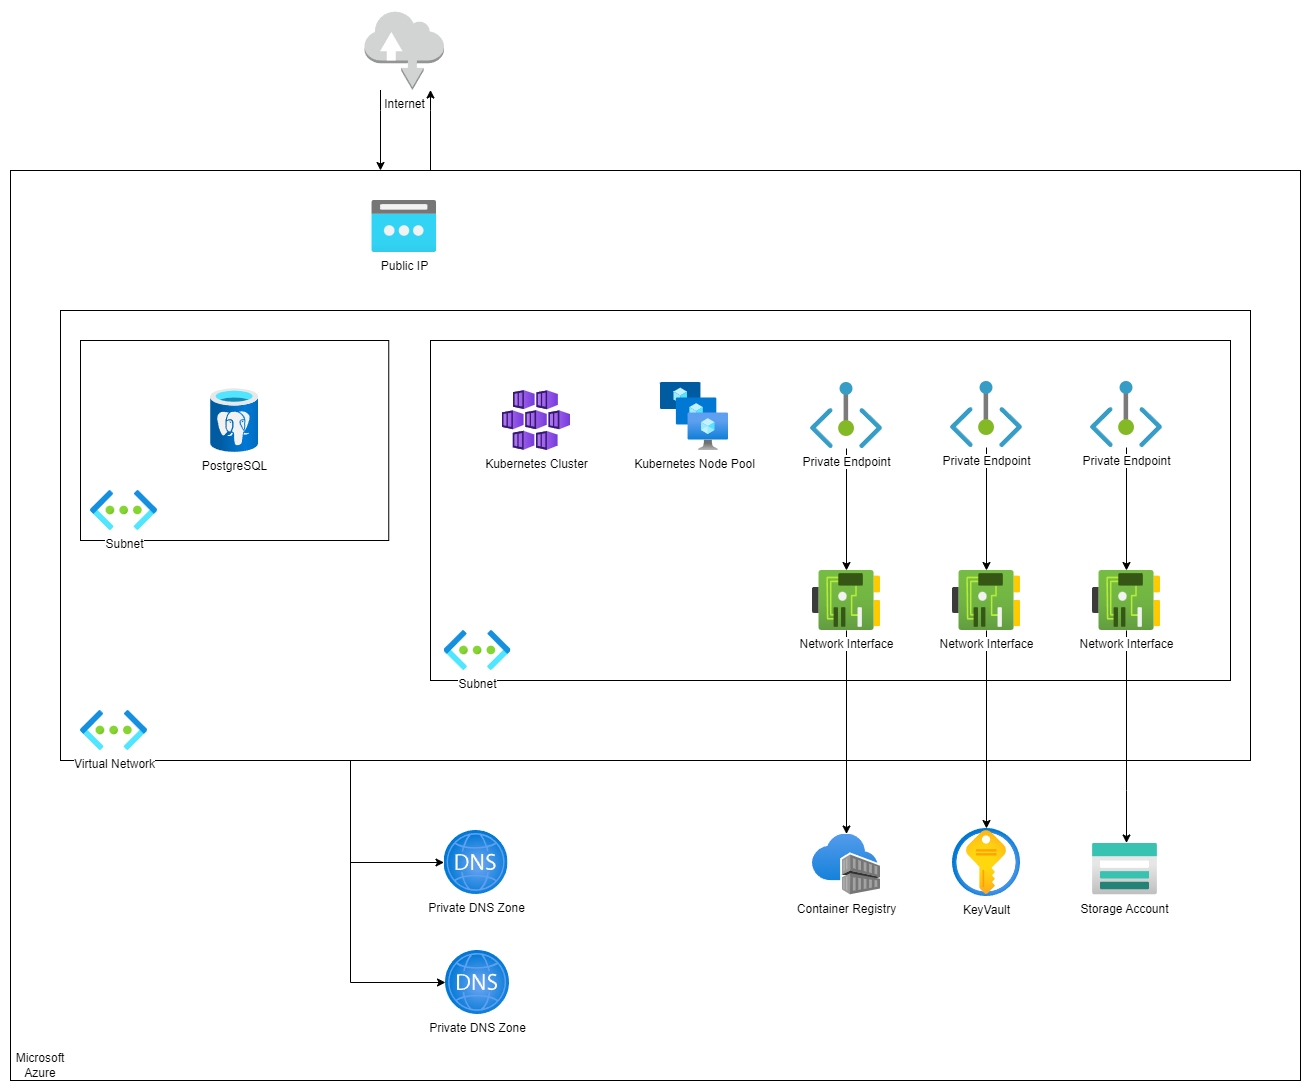 Internet
Public IP
PostgreSQL
Subnet
Kubernetes Cluster
Kubernetes Node Pool
Private Endpoint
Private Endpoint
Private Endpoint
Network Interface
Network Interface
Network Interface
Subnet
Virtual Network
DNS
Private DNS Zone
DNS
Private DNS Zone
Container Registry
KeyVault
Storage Account
Microsoft
Azure